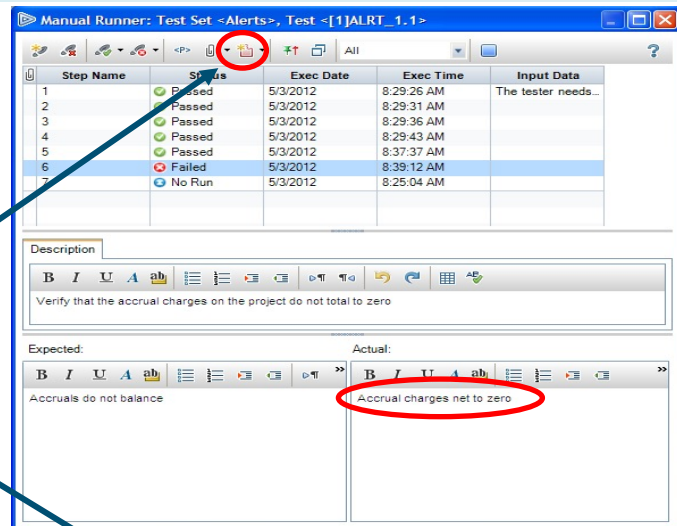 Manual Runner: Test Set <Alerts>, Test <[1]ALRT_1.1>
<P> All ?
Step Name Status Exec Date Exec Time Input Data
1 Passed 5/3/2012 8:29:26 AM The tester needs...
2 Passed 5/3/2012 8:29:31 AM
3 Passed 5/3/2012 8:29:36 AM
4 Passed 5/3/2012 8:29:43 AM
5 Passed 5/3/2012 8:37:37 AM
6 Failed 5/3/2012 8:39:12 AM
7 No Run 5/3/2012 8:25:04 AM
Description
B I U A ab
Verify that the accrual charges on the project do not total to zero
Expected: Actual:
B I U A ab » B I U A ab »
Accruals do not balance Accrual charges net to zero